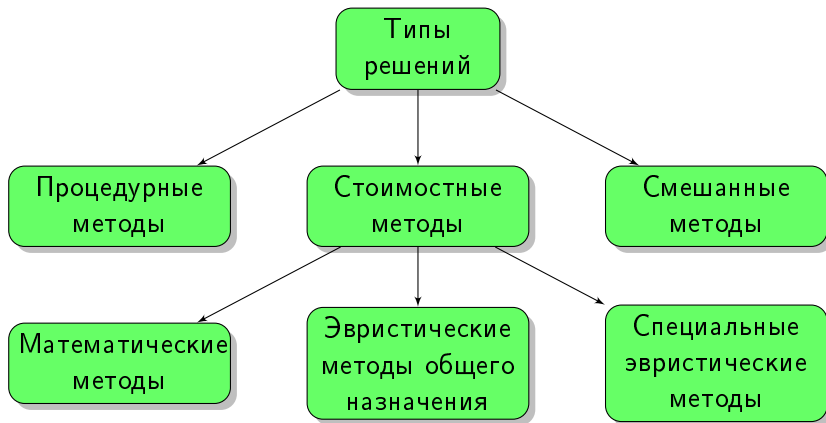 Типы
решений
Процедурные
методы
Стоимостные
методы
Смешанные
методы
Математические
методы
Эвристические
методы общего
назначения
Специальные
эвристические
методы